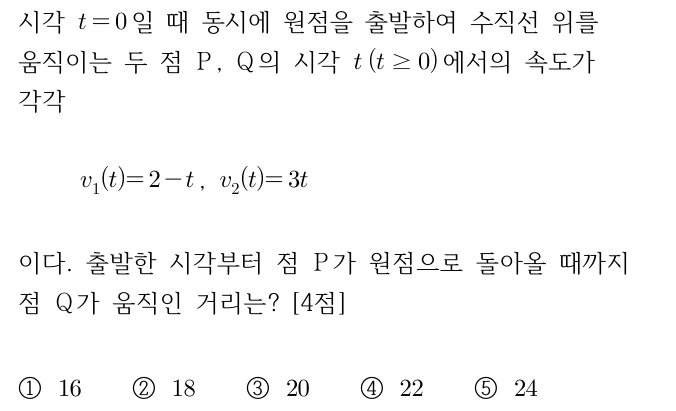 시각 t=0일 때 동시에 원점을 출발하여 수직선 위를
움직이는 두 점 P, Q의 시각 t (t ≥ 0)에서의 속도가
각각
v₁(t)=2-t, v₂(t)=3t
이다. 출발한 시각부터 점 P가 원점으로 돌아올 때까지
점 Q가 움직인 거리는? [4점]
① 16 ② 18 ③ 20 ④ 22 ⑤ 24